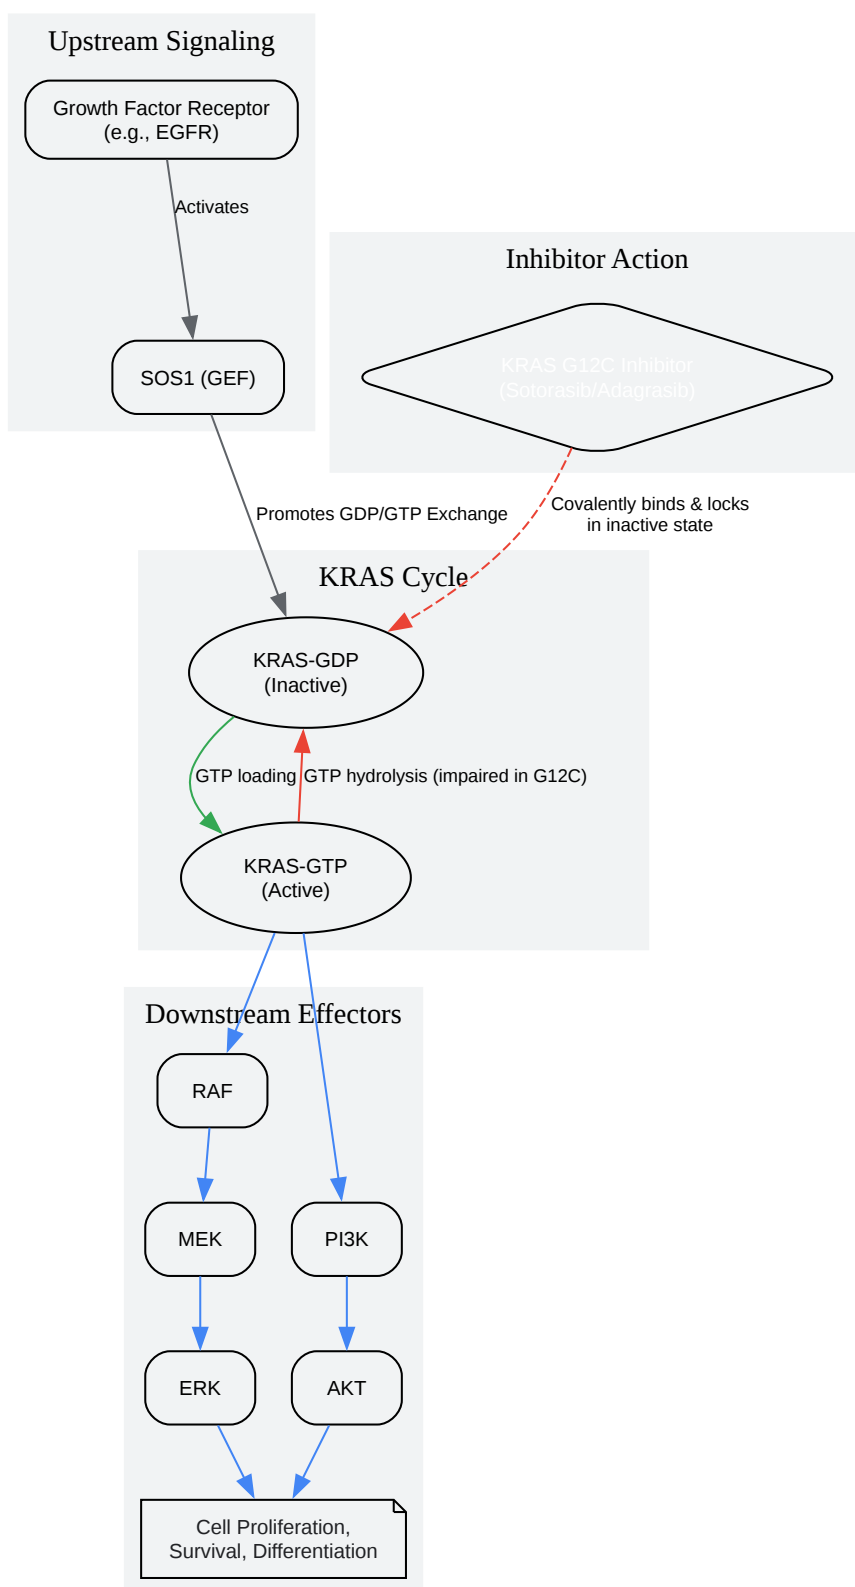 Upstream Signaling
Growth Factor Receptor
(e.g., EGFR)
Activates
SOS1 (GEF)
Inhibitor Action
KRAS G12C Inhibitor
(Sotorasib/Adagrasib)
Promotes GDP/GTP Exchange
Covalently binds & locks
in inactive state
KRAS Cycle
KRAS-GDP
(Inactive)
GTP loading
GTP hydrolysis (impaired in G12C)
KRAS-GTP
(Active)
Downstream Effectors
RAF
MEK
PI3K
ERK
AKT
Cell Proliferation,
Survival, Differentiation